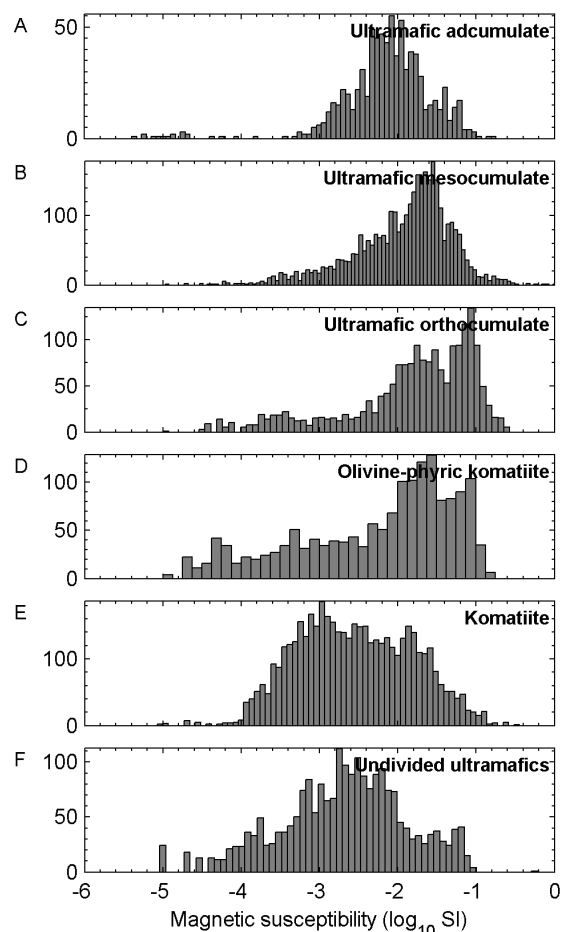 A
Ultramafic adcumulate
50
0
B
Ultramafic mesocumulate
100
0
C
Ultramafic orthocumulate
100
50
0
D
Olivine-phyric komatiite
100
50
0
E
Komatiite
100
0
F
Undivided ultramafics
100
50
0
-6 -5 -4 -3 -2 -1 0
Magnetic susceptibility (log10 SI)